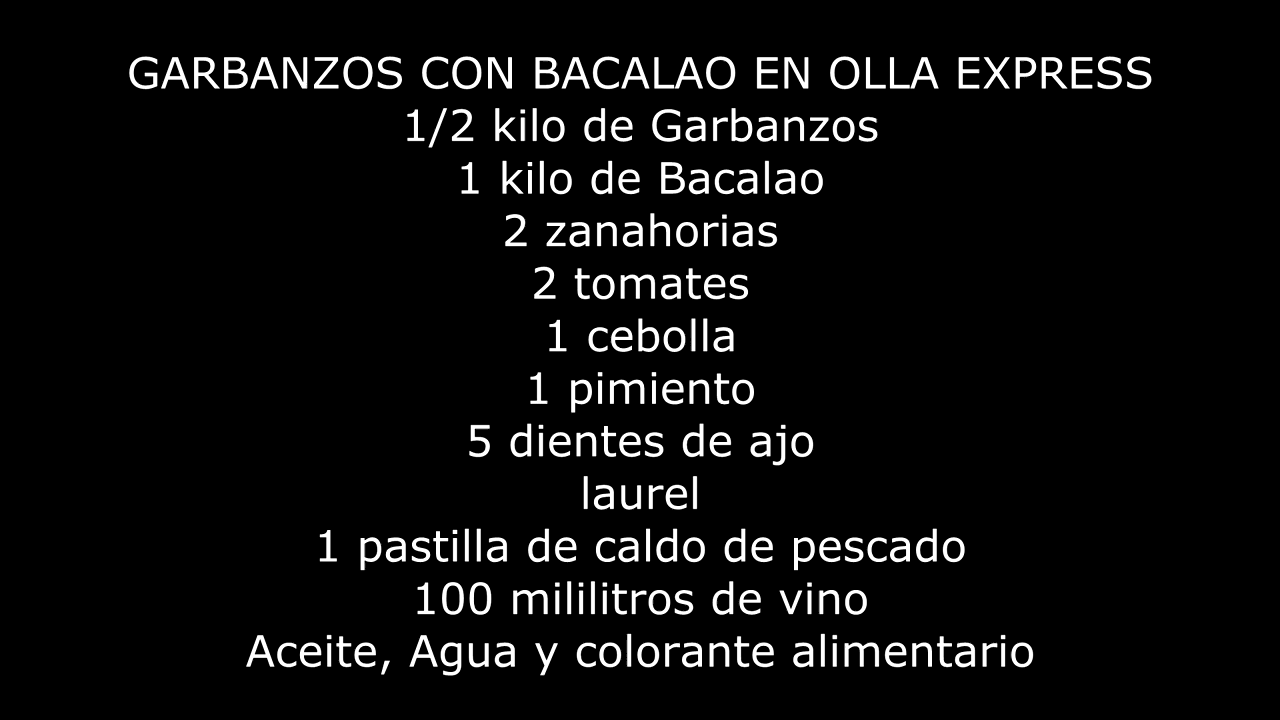 GARBANZOS CON BACALAO EN OLLA EXPRESS
1/2 kilo de Garbanzos
1 kilo de Bacalao
2 zanahorias
2 tomates
1 cebolla
1 pimiento
5 dientes de ajo
laurel
1 pastilla de caldo de pescado
100 mililitros de vino
Aceite, Agua y colorante alimentario